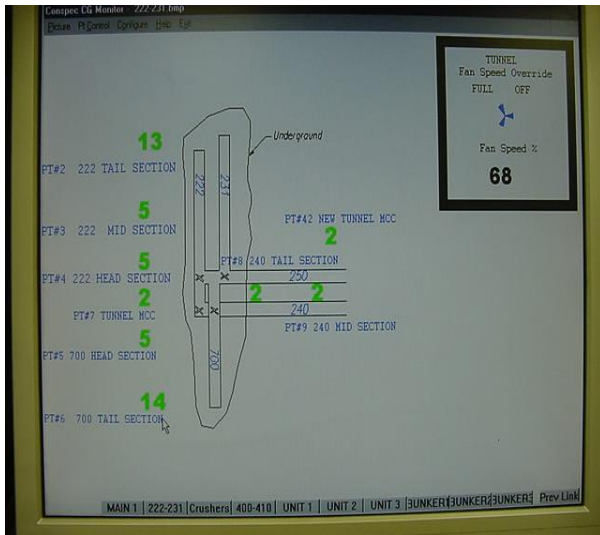 Conspec CG Monitor - 222-231.bmp
Picture Pt Control Configure Help Exit
TUNNEL
Fan Speed Override
FULL OFF
Fan Speed %
68
Underground
13
PT#2 222 TAIL SECTION
222
231
5
PT#3 222 MID SECTION
PT#42 NEW TUNNEL MCC
2
5
PT#8 240 TAIL SECTION
PT#4 222 HEAD SECTION
250
2
2
2
PT#7 TUNNEL MCC
240
PT#9 240 MID SECTION
5
PT#5 700 HEAD SECTION
700
14
PT#6 700 TAIL SECTION
MAIN 1 222-231 Crushers 400-410 UNIT 1 UNIT 2 UNIT 3 BUNKER1 BUNKER2 BUNKER3 Prev Link